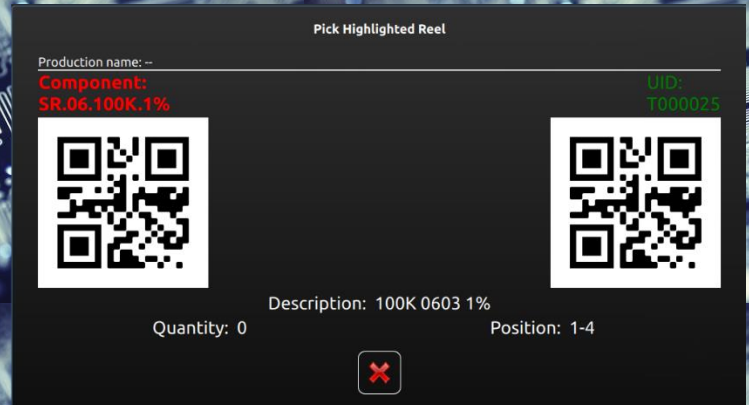 Pick Highlighted Reel
Production name: --
Component:
SR.06.100K.1%
UID:
T000025
Description: 100K 0603 1%
Quantity: 0
Position: 1-4